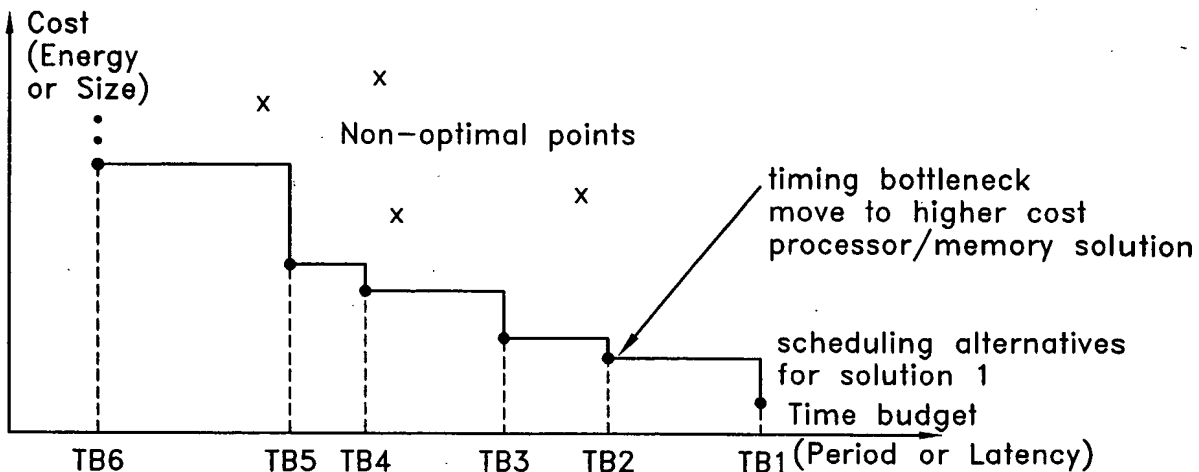 Cost
(Energy
or Size)
x
x
Non-optimal points
x
x
timing bottleneck
move to higher cost
processor/memory solution
scheduling alternatives
for solution 1
Time budget
(Period or Latency)
TB6
TB5
TB4
TB3
TB2
TB1